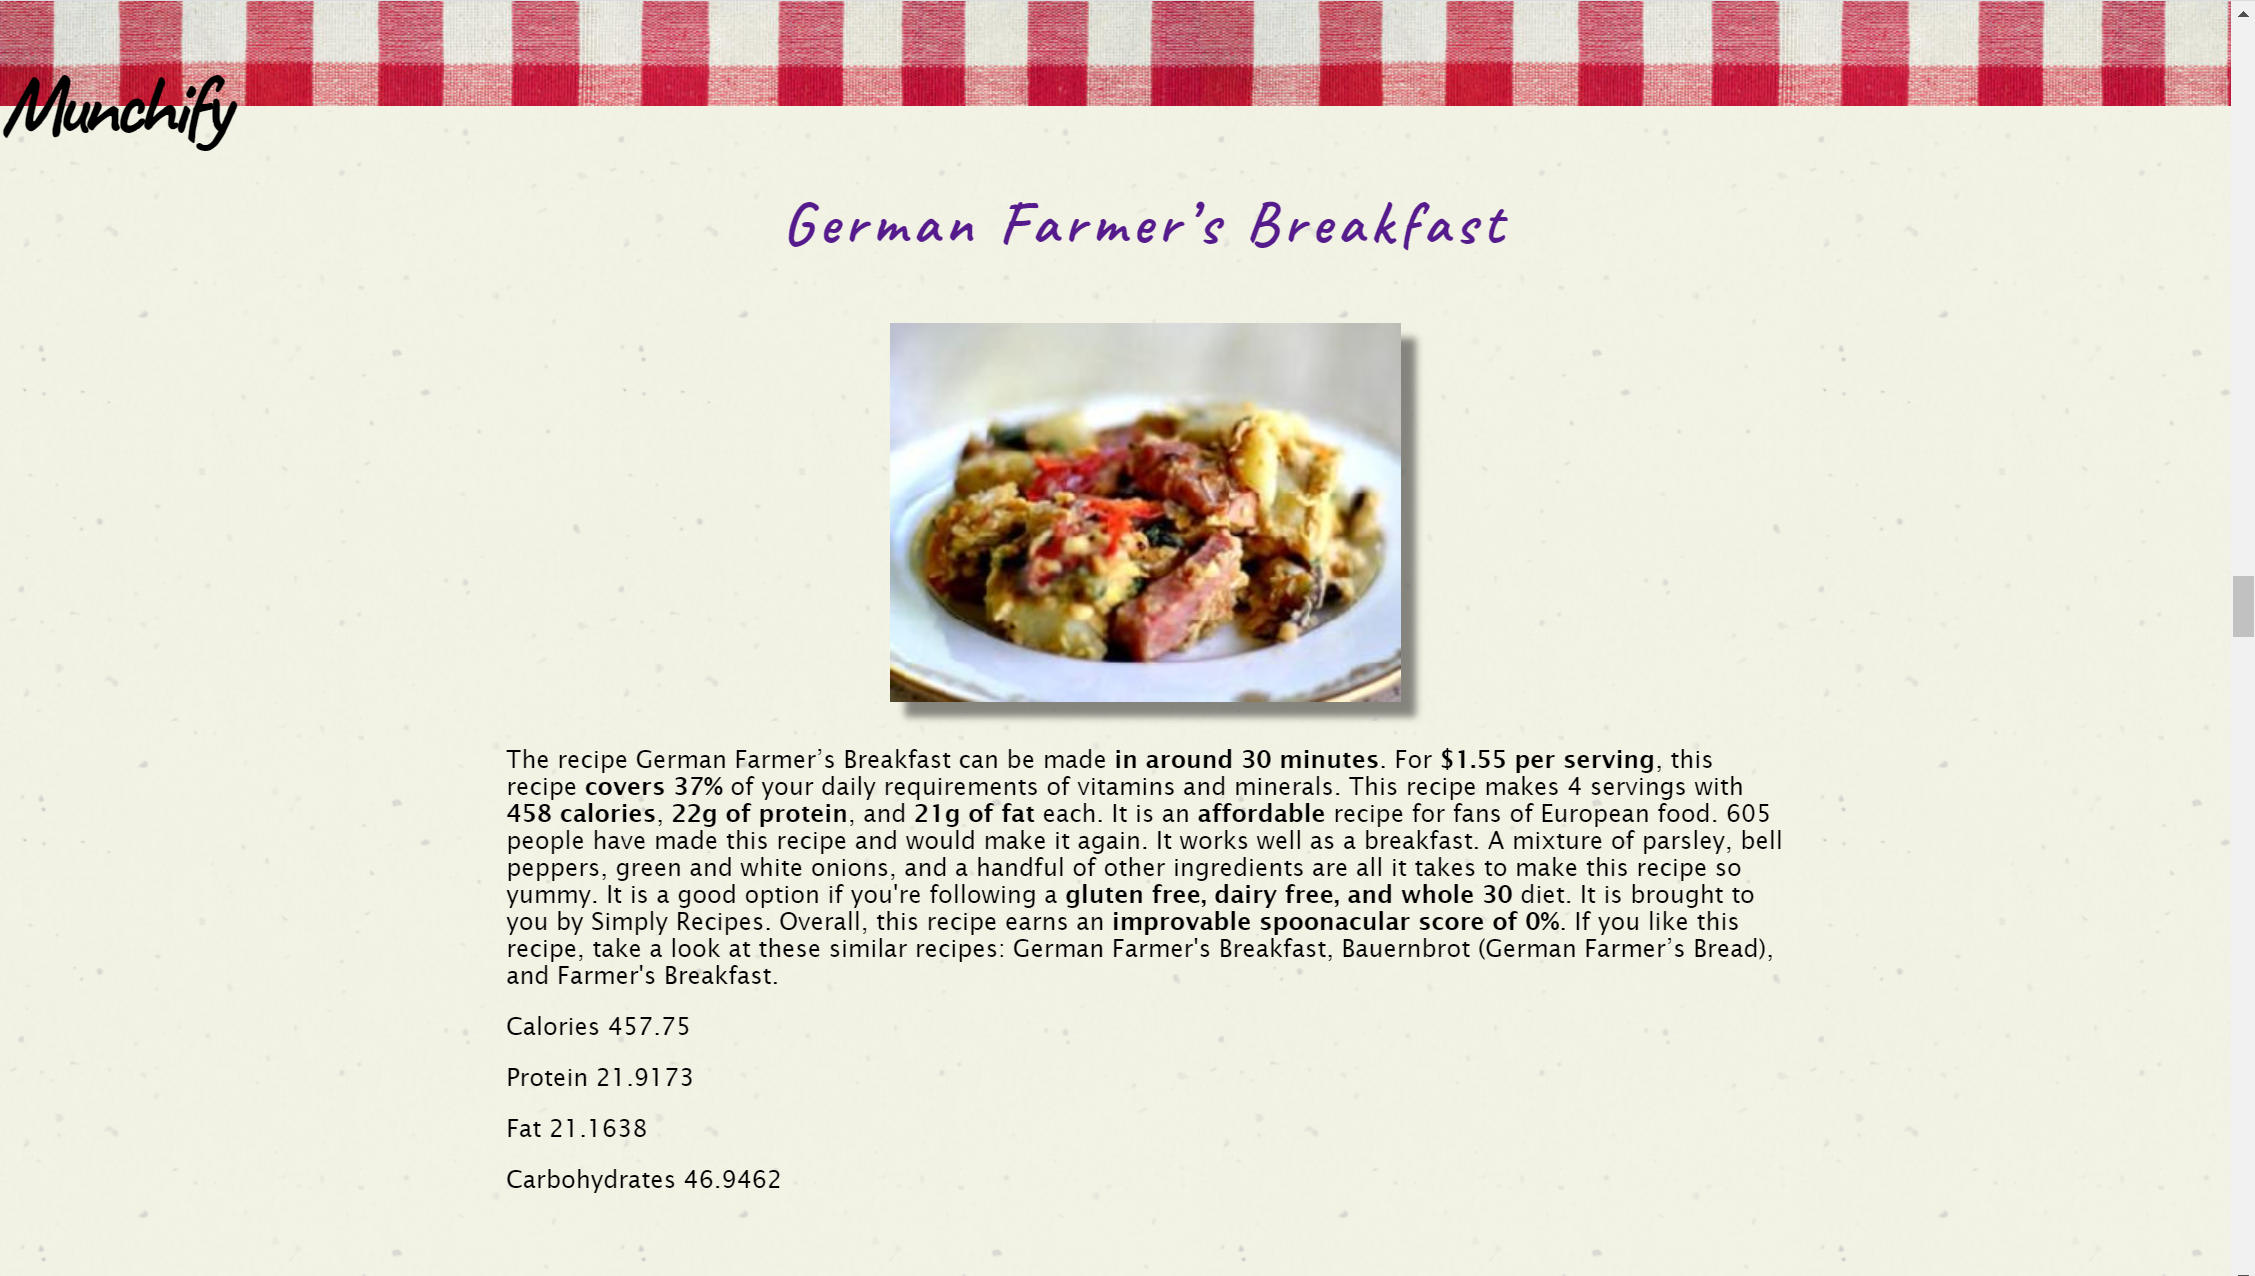 Munchify
German Farmer’s Breakfast
The recipe German Farmer’s Breakfast can be made in around 30 minutes. For $1.55 per serving, this
recipe covers 37% of your daily requirements of vitamins and minerals. This recipe makes 4 servings with
458 calories, 22g of protein, and 21g of fat each. It is an affordable recipe for fans of European food. 605
people have made this recipe and would make it again. It works well as a breakfast. A mixture of parsley, bell
peppers, green and white onions, and a handful of other ingredients are all it takes to make this recipe so
yummy. It is a good option if you're following a gluten free, dairy free, and whole 30 diet. It is brought to
you by Simply Recipes. Overall, this recipe earns an improvable spoonacular score of 0%. If you like this
recipe, take a look at these similar recipes: German Farmer's Breakfast, Bauernbrot (German Farmer’s Bread),
and Farmer's Breakfast.
Calories 457.75
Protein 21.9173
Fat 21.1638
Carbohydrates 46.9462